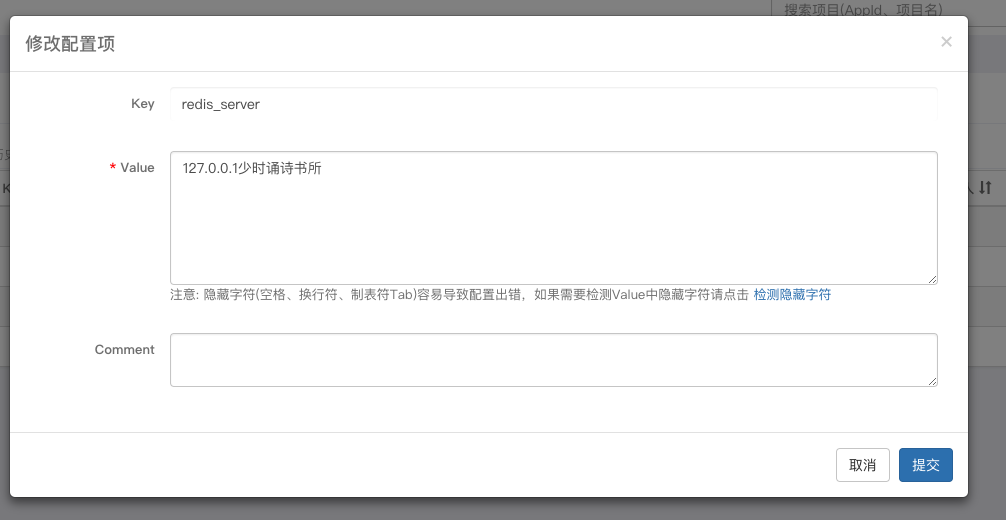 搜索项目(AppId、项目名)
修改配置项
×
Key
redis_server
* Value
127.0.0.1少时诵诗书所
注意: 隐藏字符(空格、换行符、制表符Tab)容易导致配置出错，如果需要检测Value中隐藏字符请点击 检测隐藏字符
Comment
取消
提交